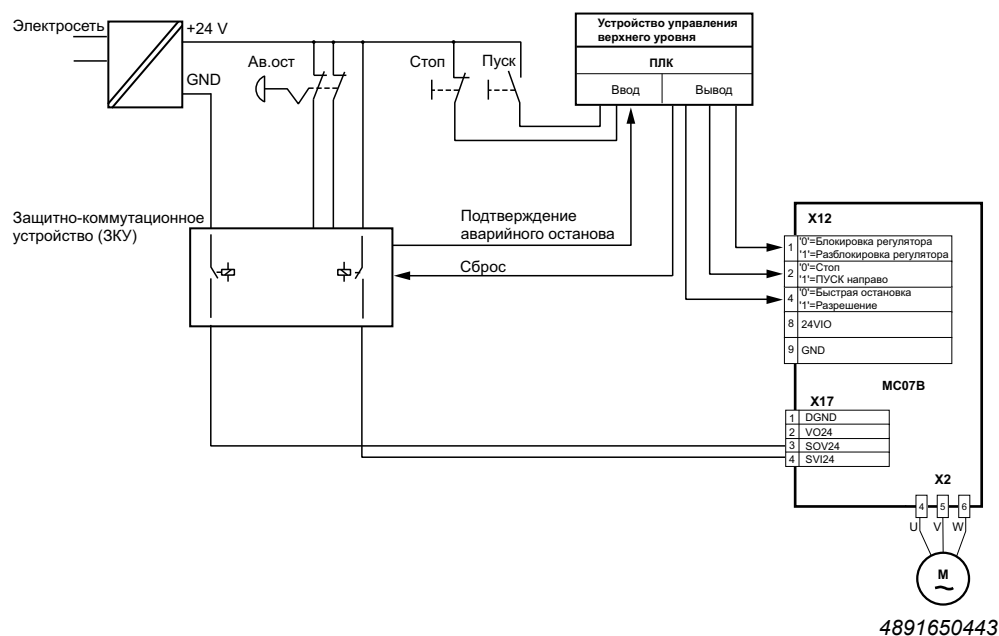 Электросеть
+24 V
GND
Ав.ост
Стоп
Пуск
Устройство управления
верхнего уровня
ПЛК
Ввод
Вывод
Защитно-коммутационное
устройство (ЗКУ)
Подтверждение
аварийного останова
Сброс
X12
1 '0'=Блокировка регулятора
'1'=Разблокировка регулятора
2 '0'=Стоп
'1'=ПУСК направо
4 '0'=Быстрая остановка
'1'=Разрешение
8 24VIO
9 GND
MC07B
X17
1 DGND
2 VO24
3 SOV24
4 SVI24
X2
4 5 6
U V W
M
4891650443